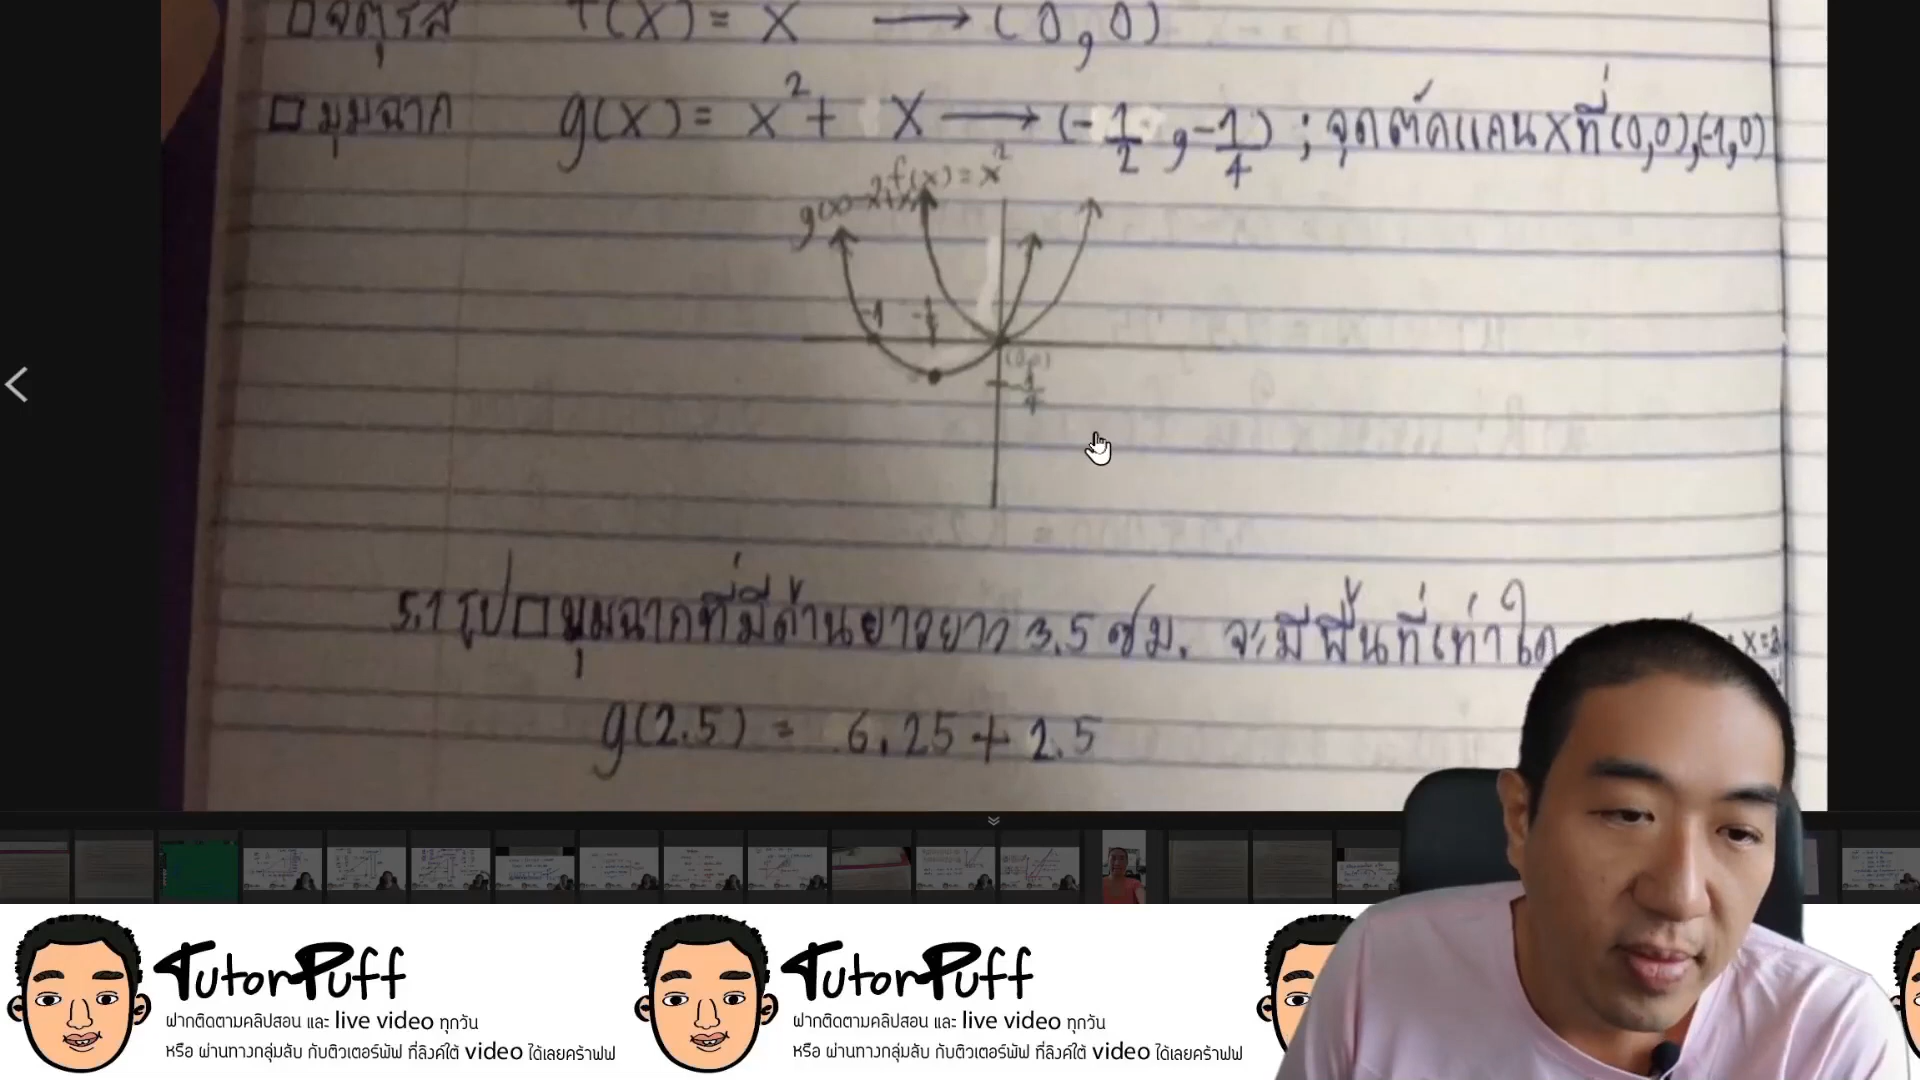 □จตุรัส f(x) = x → (0,0)
□มุมฉาก g(x) = x²+ x → (-1/2, -1/4) ; จุดตัดแกนxที่(0,0),(-1,0)
f(x)=x²
-1
(0,0)
-1/4
5.1 รูป□มุมฉากที่มีด้านยาวยาว 3.5 ซม. จะมีพื้นที่เท่าใด
g(2.5) = 6.25+2.5
TutorPuff
ฝากติดตามคลิปสอน และ live video ทุกวัน
หรือ ผ่านทางกลุ่มลับ กับติวเตอร์พัฟ ที่ลิงค์ใต้ video ได้เลยคร้าฟฟ
TutorPuff
ฝากติดตามคลิปสอน และ live video ทุกวัน
หรือ ผ่านทางกลุ่มลับ กับติวเตอร์พัฟ ที่ลิงค์ใต้ video ได้เลยคร้าฟฟ